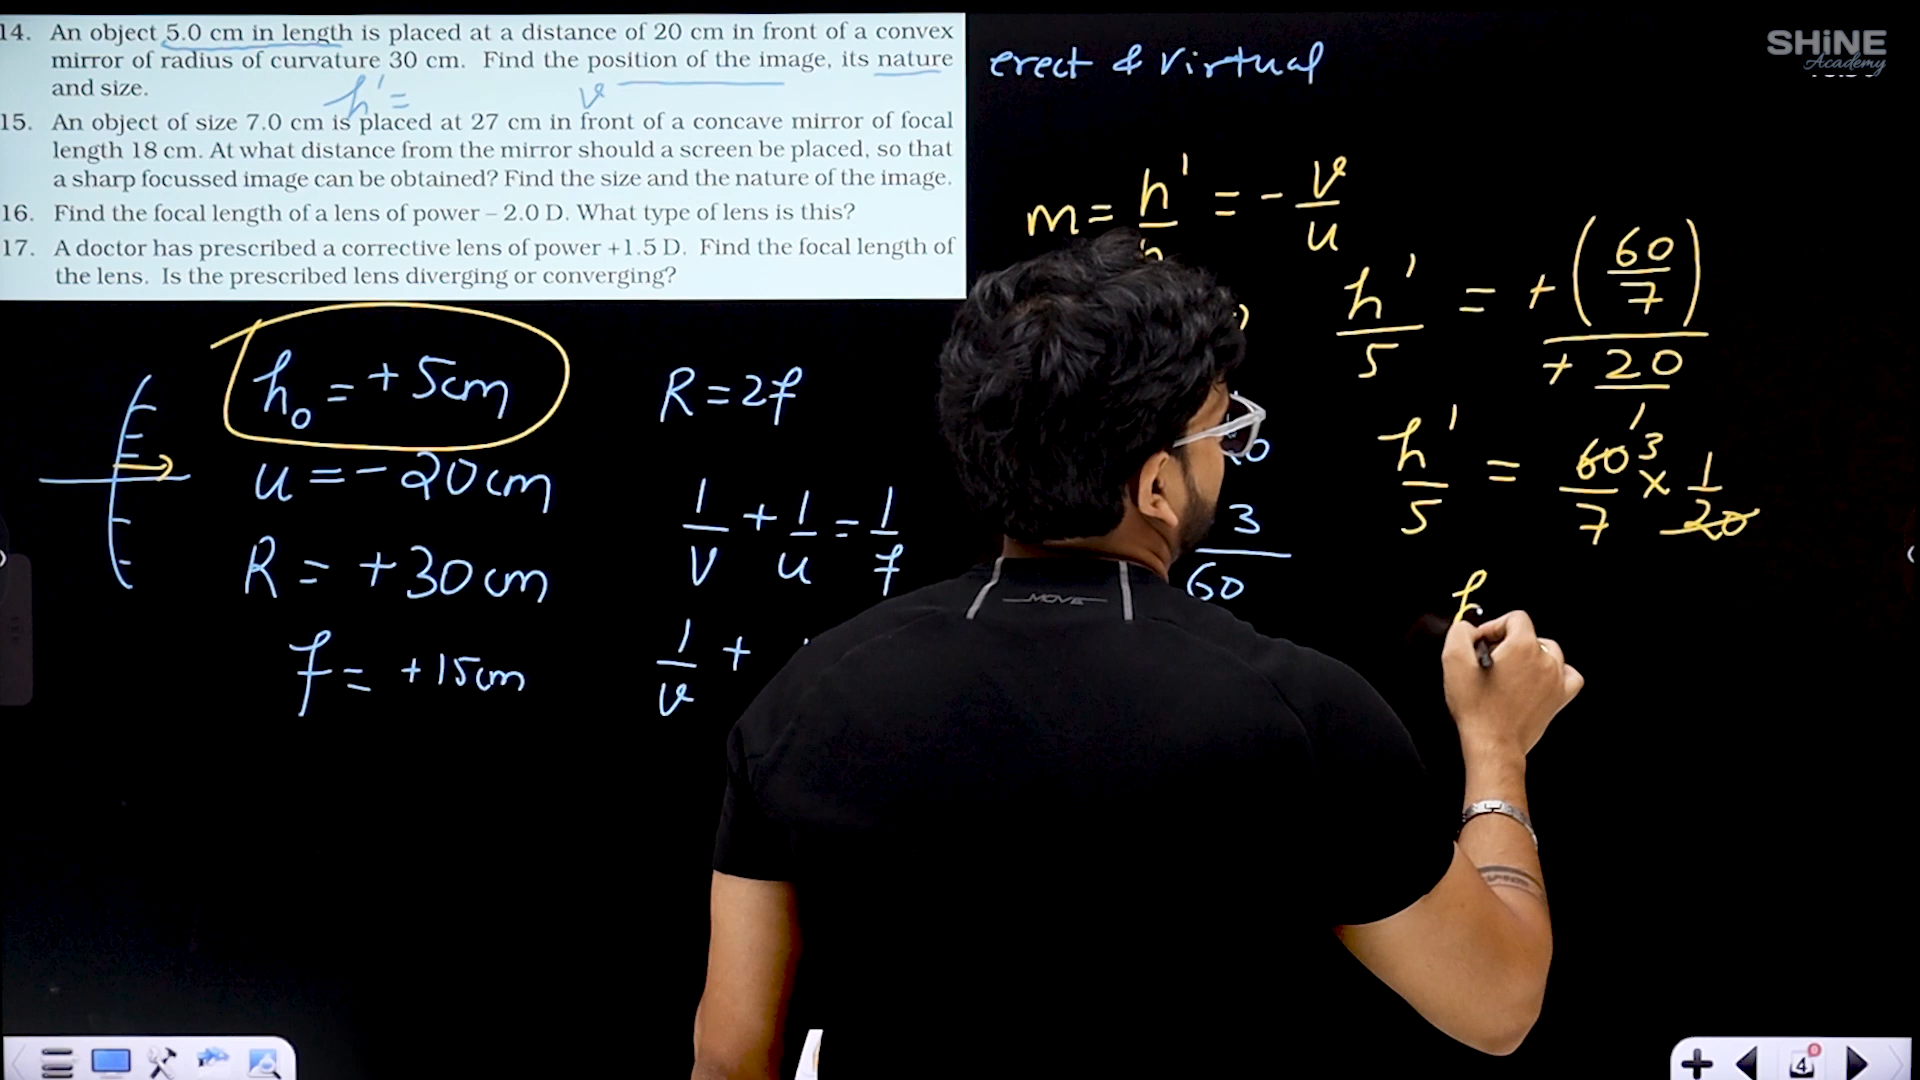 14. An object 5.0 cm in length is placed at a distance of 20 cm in front of a convex
mirror of radius of curvature 30 cm. Find the position of the image, its nature
and size.
h' =
v
15. An object of size 7.0 cm is placed at 27 cm in front of a concave mirror of focal
length 18 cm. At what distance from the mirror should a screen be placed, so that
a sharp focussed image can be obtained? Find the size and the nature of the image.
16. Find the focal length of a lens of power – 2.0 D. What type of lens is this?
17. A doctor has prescribed a corrective lens of power +1.5 D. Find the focal length of
the lens. Is the prescribed lens diverging or converging?
SHiNE
Academy
erect & virtual
m = h'/h = - v/u
h'/5 = + (60/7) / + 20
h'/5 = 60/7 3 × 1/20 1
h₀ = +5cm
u = - 20cm
R = +30cm
f = +15cm
R = 2f
1/v + 1/u = 1/f
1/v +
3/60
MOVE
4